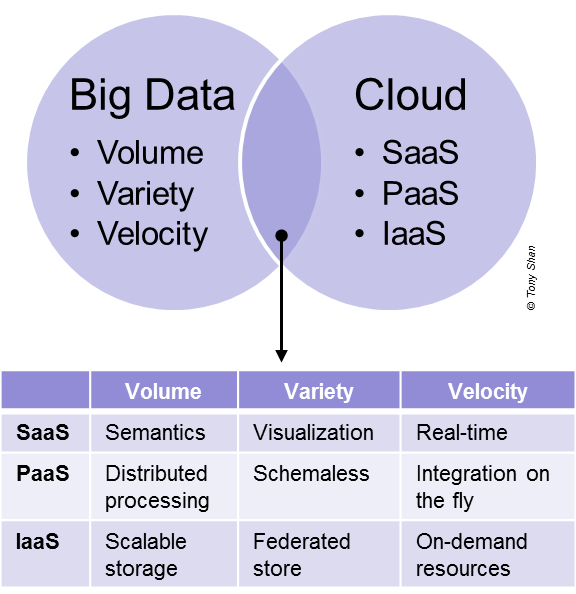 Big Data
• Volume
• Variety
• Velocity
Cloud
• SaaS
• PaaS
• IaaS
© Tony Shan
Volume Variety Velocity
SaaS Semantics Visualization Real-time
PaaS Distributed processing Schemaless Integration on the fly
IaaS Scalable storage Federated store On-demand resources